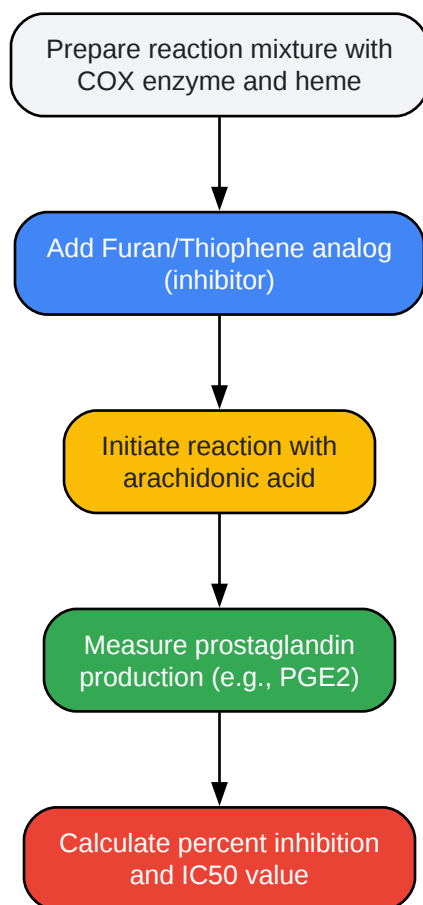 Prepare reaction mixture with
COX enzyme and heme
Add Furan/Thiophene analog
(inhibitor)
Initiate reaction with
arachidonic acid
Measure prostaglandin
production (e.g., PGE2)
Calculate percent inhibition
and IC50 value